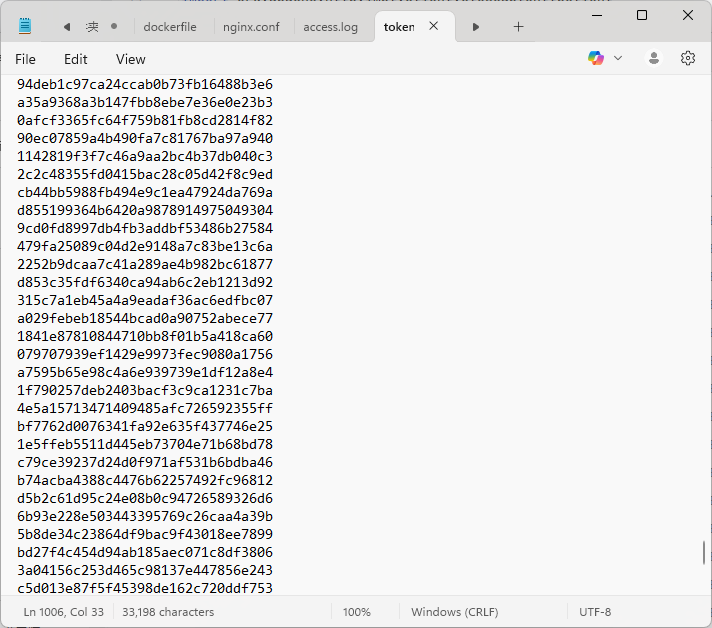 dockerfile nginx.conf access.log token
File Edit View
94deb1c97ca24ccab0b73fb16488b3e6
a35a9368a3b147fbb8ebe7e36e0e23b3
0afcf3365fc64f759b81fb8cd2814f82
90ec07859a4b490fa7c81767ba97a940
1142819f3f7c46a9aa2bc4b37db040c3
2c2c48355fd0415bac28c05d42f8c9ed
cb44bb5988fb494e9c1ea47924da769a
d855199364b6420a9878914975049304
9cd0fd8997db4fb3addbf53486b27584
479fa25089c04d2e9148a7c83be13c6a
2252b9dcaa7c41a289ae4b982bc61877
d853c35fdf6340ca94ab6c2eb1213d92
315c7a1eb45a4a9eadaf36ac6edfbc07
a029febeb18544bcad0a90752abece77
1841e87810844710bb8f01b5a418ca60
079707939ef1429e9973fec9080a1756
a7595b65e98c4a6e939739e1df12a8e4
1f790257deb2403bacf3c9ca1231c7ba
4e5a15713471409485afc726592355ff
bf7762d0076341fa92e635f437746e25
1e5ffeb5511d445eb73704e71b68bd78
c79ce39237d24d0f971af531b6bdba46
b74acba4388c4476b62257492fc96812
d5b2c61d95c24e08b0c94726589326d6
6b93e228e503443395769c26caa4a39b
5b8de34c23864df9bac9f43018ee7899
bd27f4c454d94ab185aec071c8df3806
3a04156c253d465c98137e447856e243
c5d013e87f5f45398de162c720ddf753
Ln 1006, Col 33 33,198 characters 100% Windows (CRLF) UTF-8